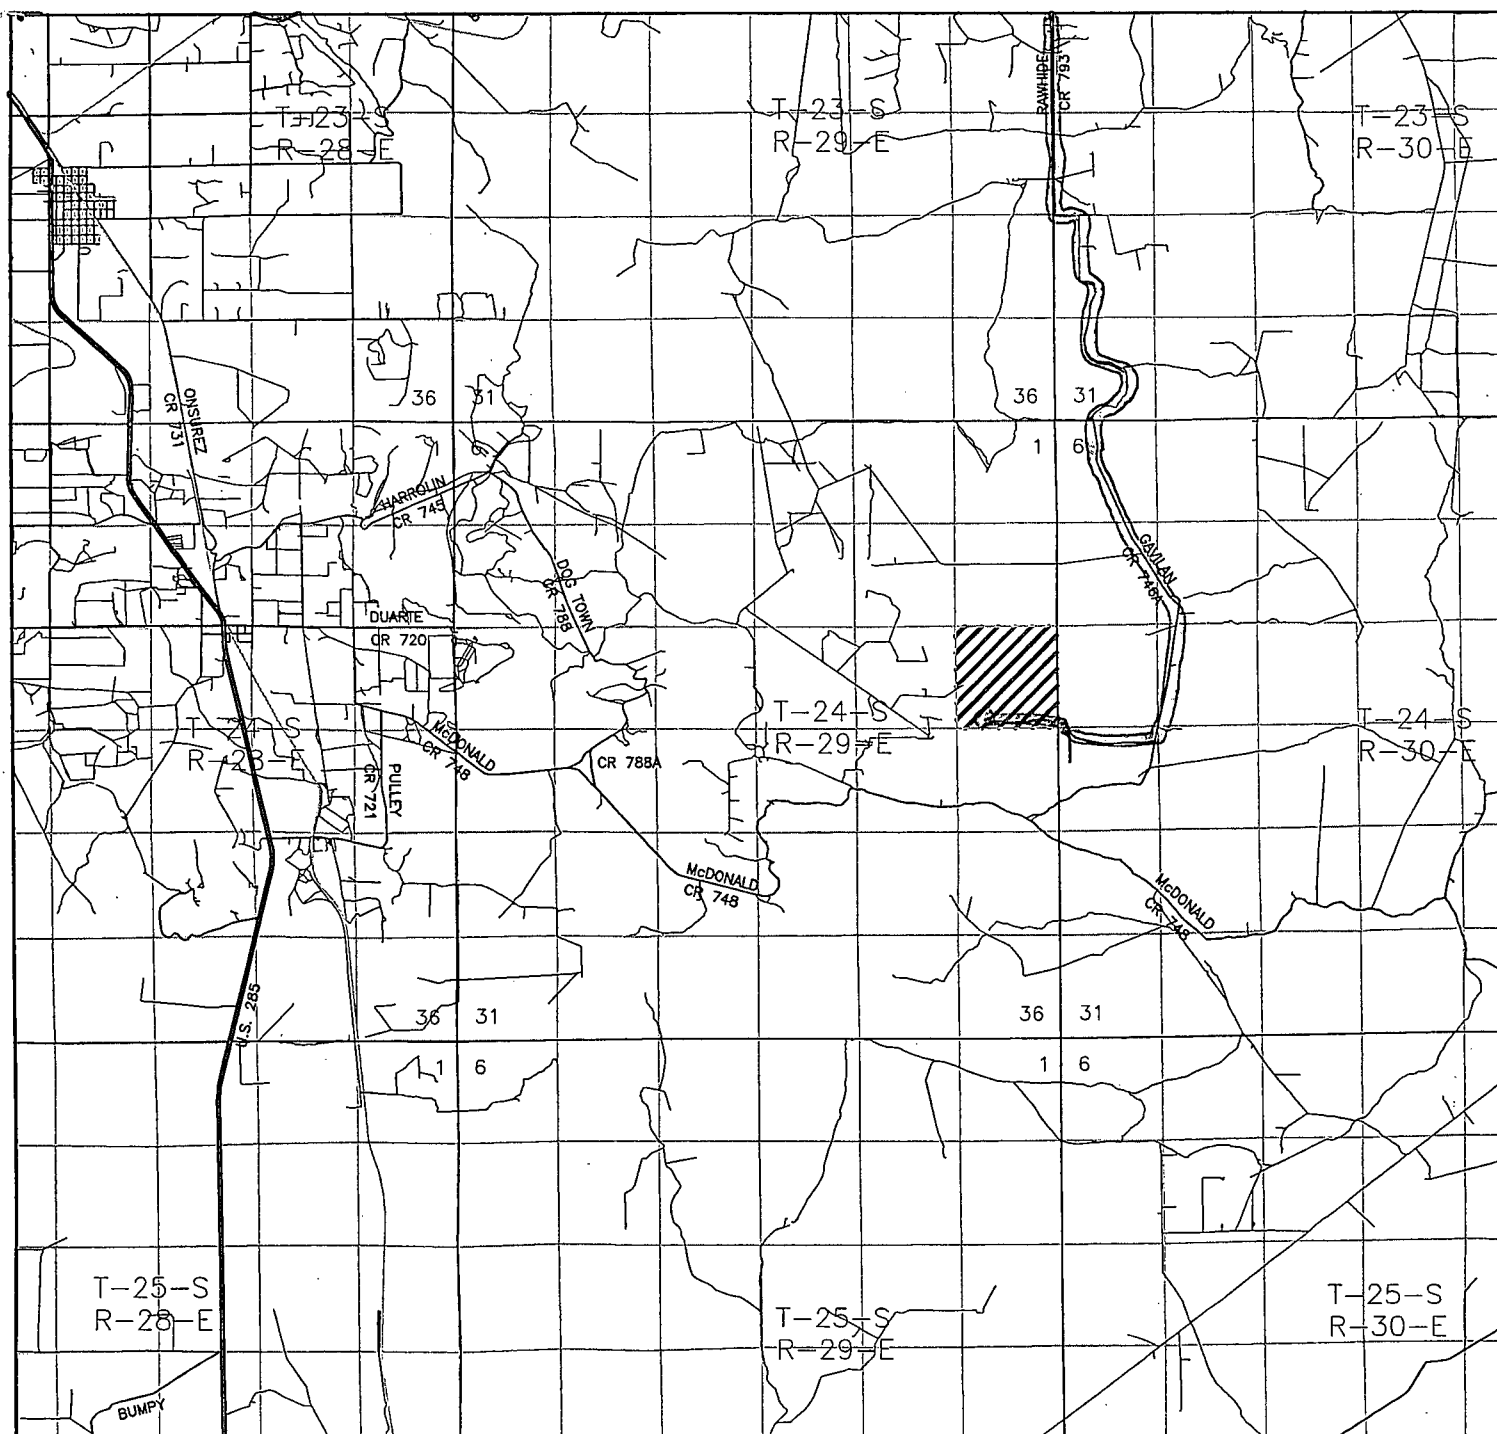 RAWHIDE
CR 793
T-23-S
R-28-E
T-23-S
R-29-E
T-23-S
R-30-E
36
31
36
31
ONSUREZ
CR 731
1
6
6
HARROLIN
CR 745
GAVILAN
CR 746A
DOG TOWN
CR 788
DUARTE
CR 720
T-24-S
R-28-E
T-24-S
R-29-E
T-24-S
R-30-E
McDONALD
CR 748
CR 788A
PULLEY
CR 721
McDONALD
CR 748
McDONALD
CR 748
U.S. 285
36
31
36
31
1
6
1
6
T-25-S
R-28-E
T-25-S
R-29-E
T-25-S
R-30-E
BUMPY